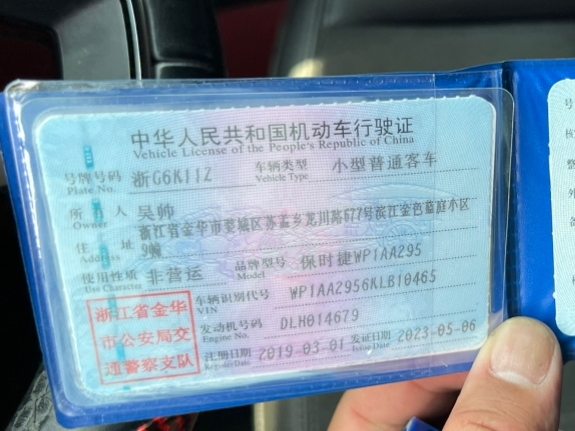 中华人民共和国机动车行驶证
Vehicle License of the People's Republic of China
号牌号码 浙G6K11Z 车辆类型 小型普通客车
Plate No. Vehicle Type
所有人 吴帅
Owner
浙江省金华市婺城区苏孟乡龙川路677号滨江金色蓝庭小区
住址 9幢
Address
使用性质 非营运 品牌型号 保时捷WP1AA295
Use Character Model
浙江省金华 车辆识别代号 WP1AA2956KLB10465
VIN
市公安局交 发动机号码 DLH014679
Engine No.
通警察支队 注册日期 2019-03-01 发证日期 2023-05-06
Register Date Issue Date